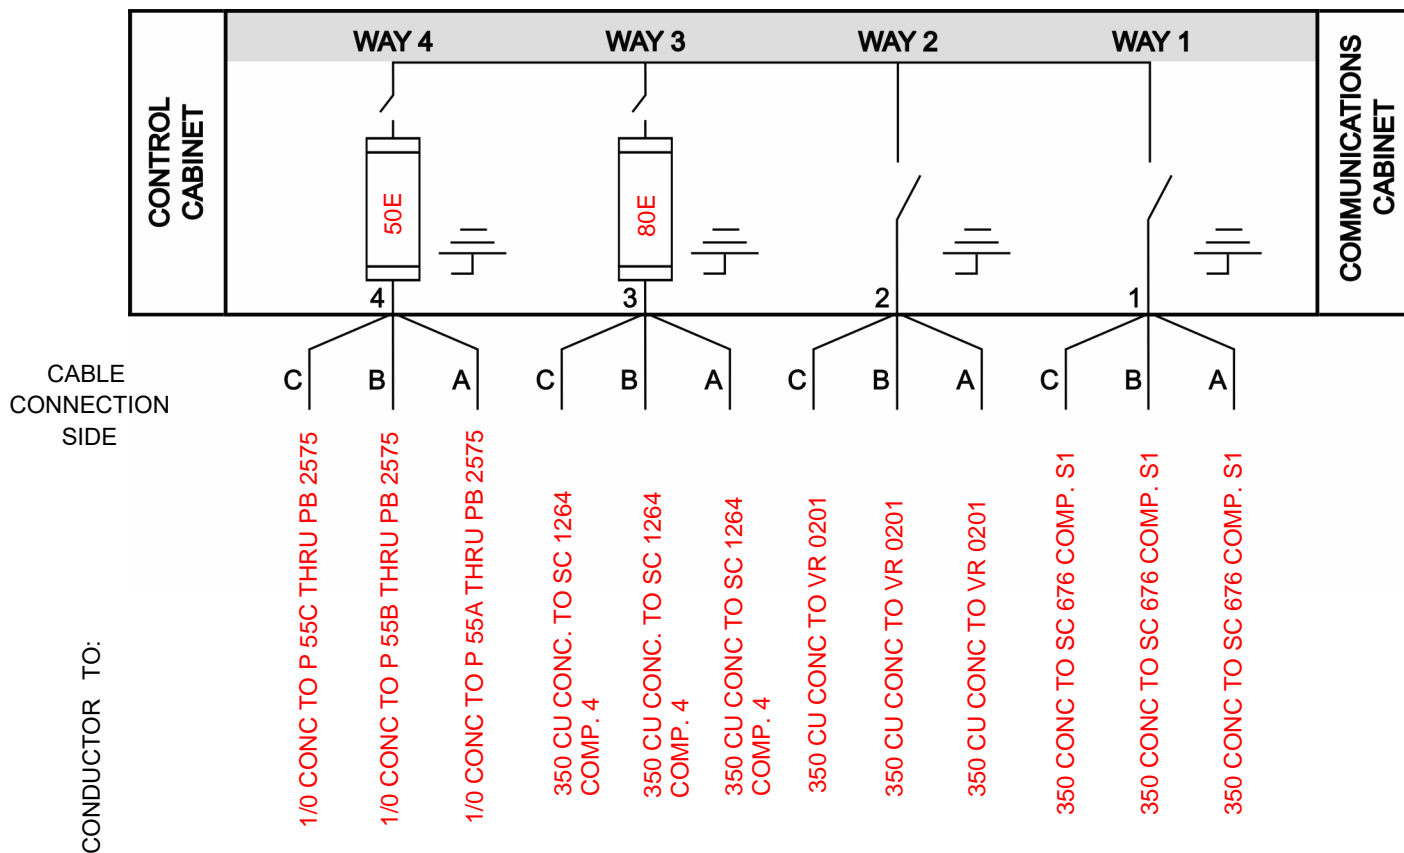 WAY 4
WAY 3
WAY 2
WAY 1
CONTROL
CABINET
COMMUNICATIONS
CABINET
50E
80E
4
3
2
1
CABLE
CONNECTION
SIDE
C
B
A
C
B
A
C
B
A
C
B
A
CONDUCTOR TO:
1/0 CONC TO P 55C THRU PB 2575
1/0 CONC TO P 55B THRU PB 2575
1/0 CONC TO P 55A THRU PB 2575
350 CU CONC. TO SC 1264
COMP. 4
350 CU CONC. TO SC 1264
COMP. 4
350 CU CONC TO SC 1264
COMP. 4
350 CU CONC TO VR 0201
350 CU CONC TO VR 0201
350 CU CONC TO VR 0201
350 CONC TO SC 676 COMP. S1
350 CONC TO SC 676 COMP. S1
350 CONC TO SC 676 COMP. S1